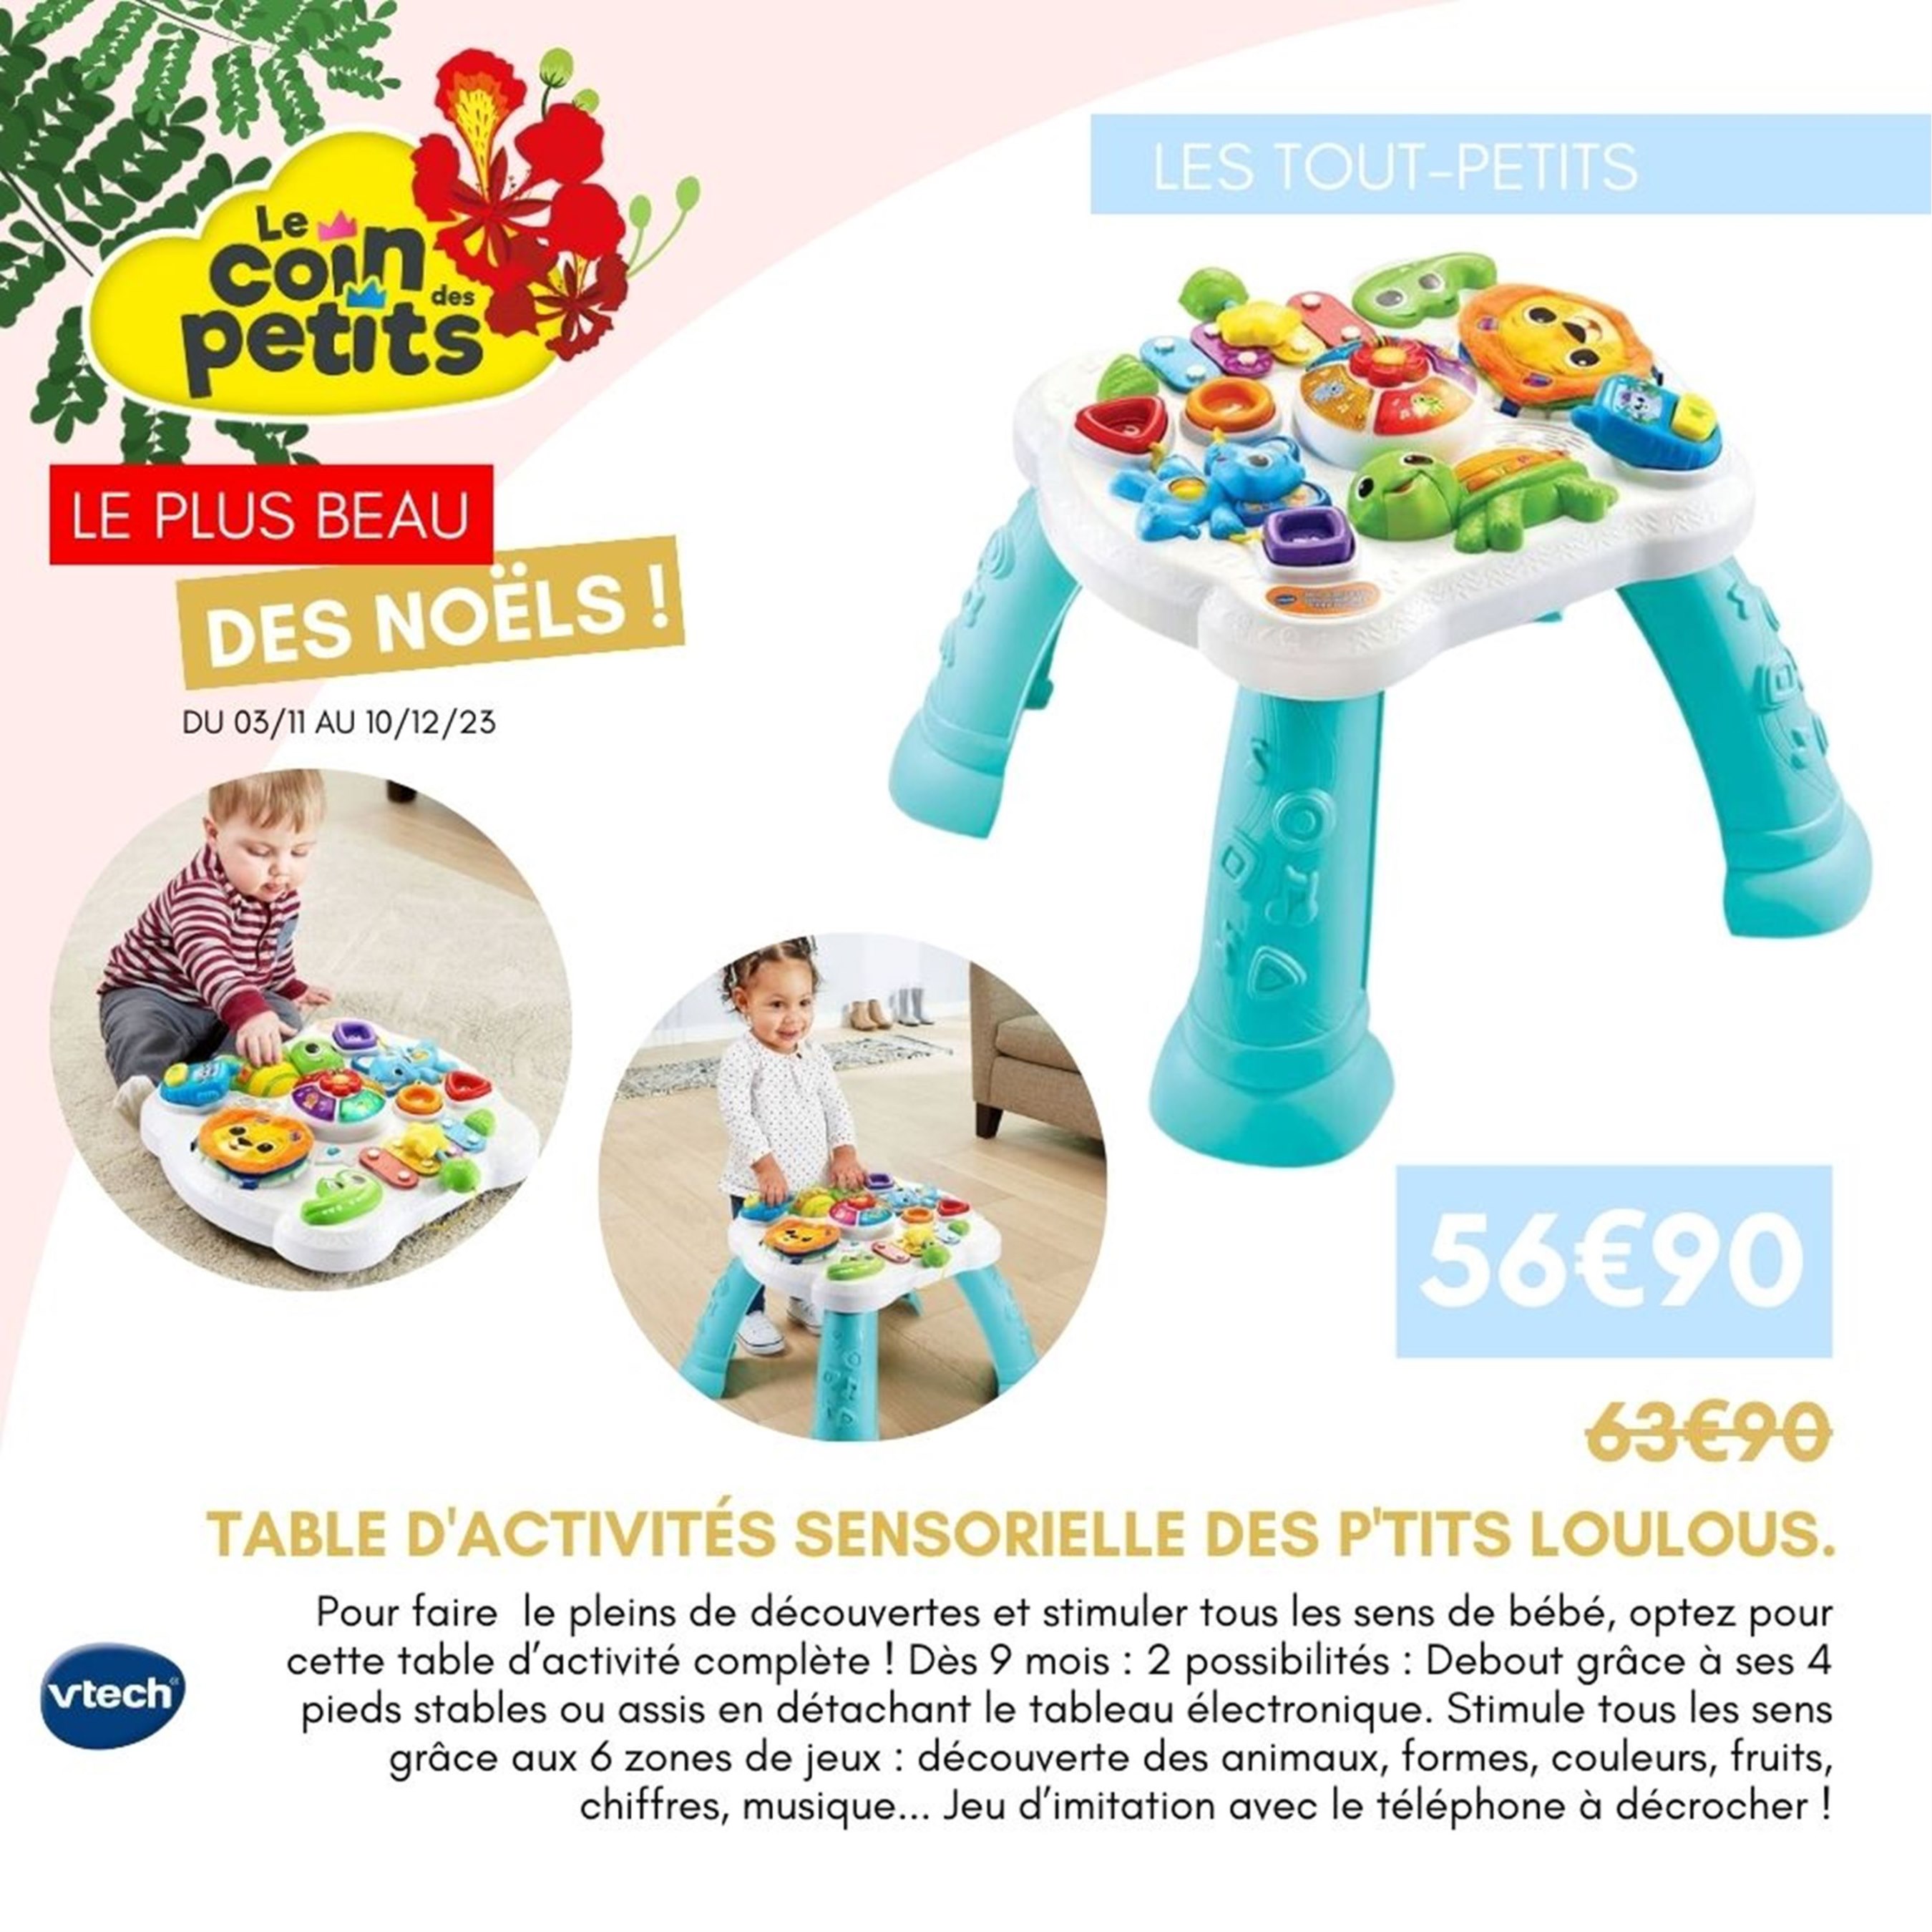 Le
coin
des
petits
LE PLUS BEAU
DES NOËLS !
DU 03/11 AU 10/12/23
LES TOUT-PETITS
56€90
63€90
TABLE D'ACTIVITÉS SENSORIELLE DES P'TITS LOULOUS.
Pour faire  le pleins de découvertes et stimuler tous les sens de bébé, optez pour
cette table d’activité complète ! Dès 9 mois : 2 possibilités : Debout grâce à ses 4
pieds stables ou assis en détachant le tableau électronique. Stimule tous les sens
grâce aux 6 zones de jeux : découverte des animaux, formes, couleurs, fruits,
chiffres, musique... Jeu d’imitation avec le téléphone à décrocher !
vtech®